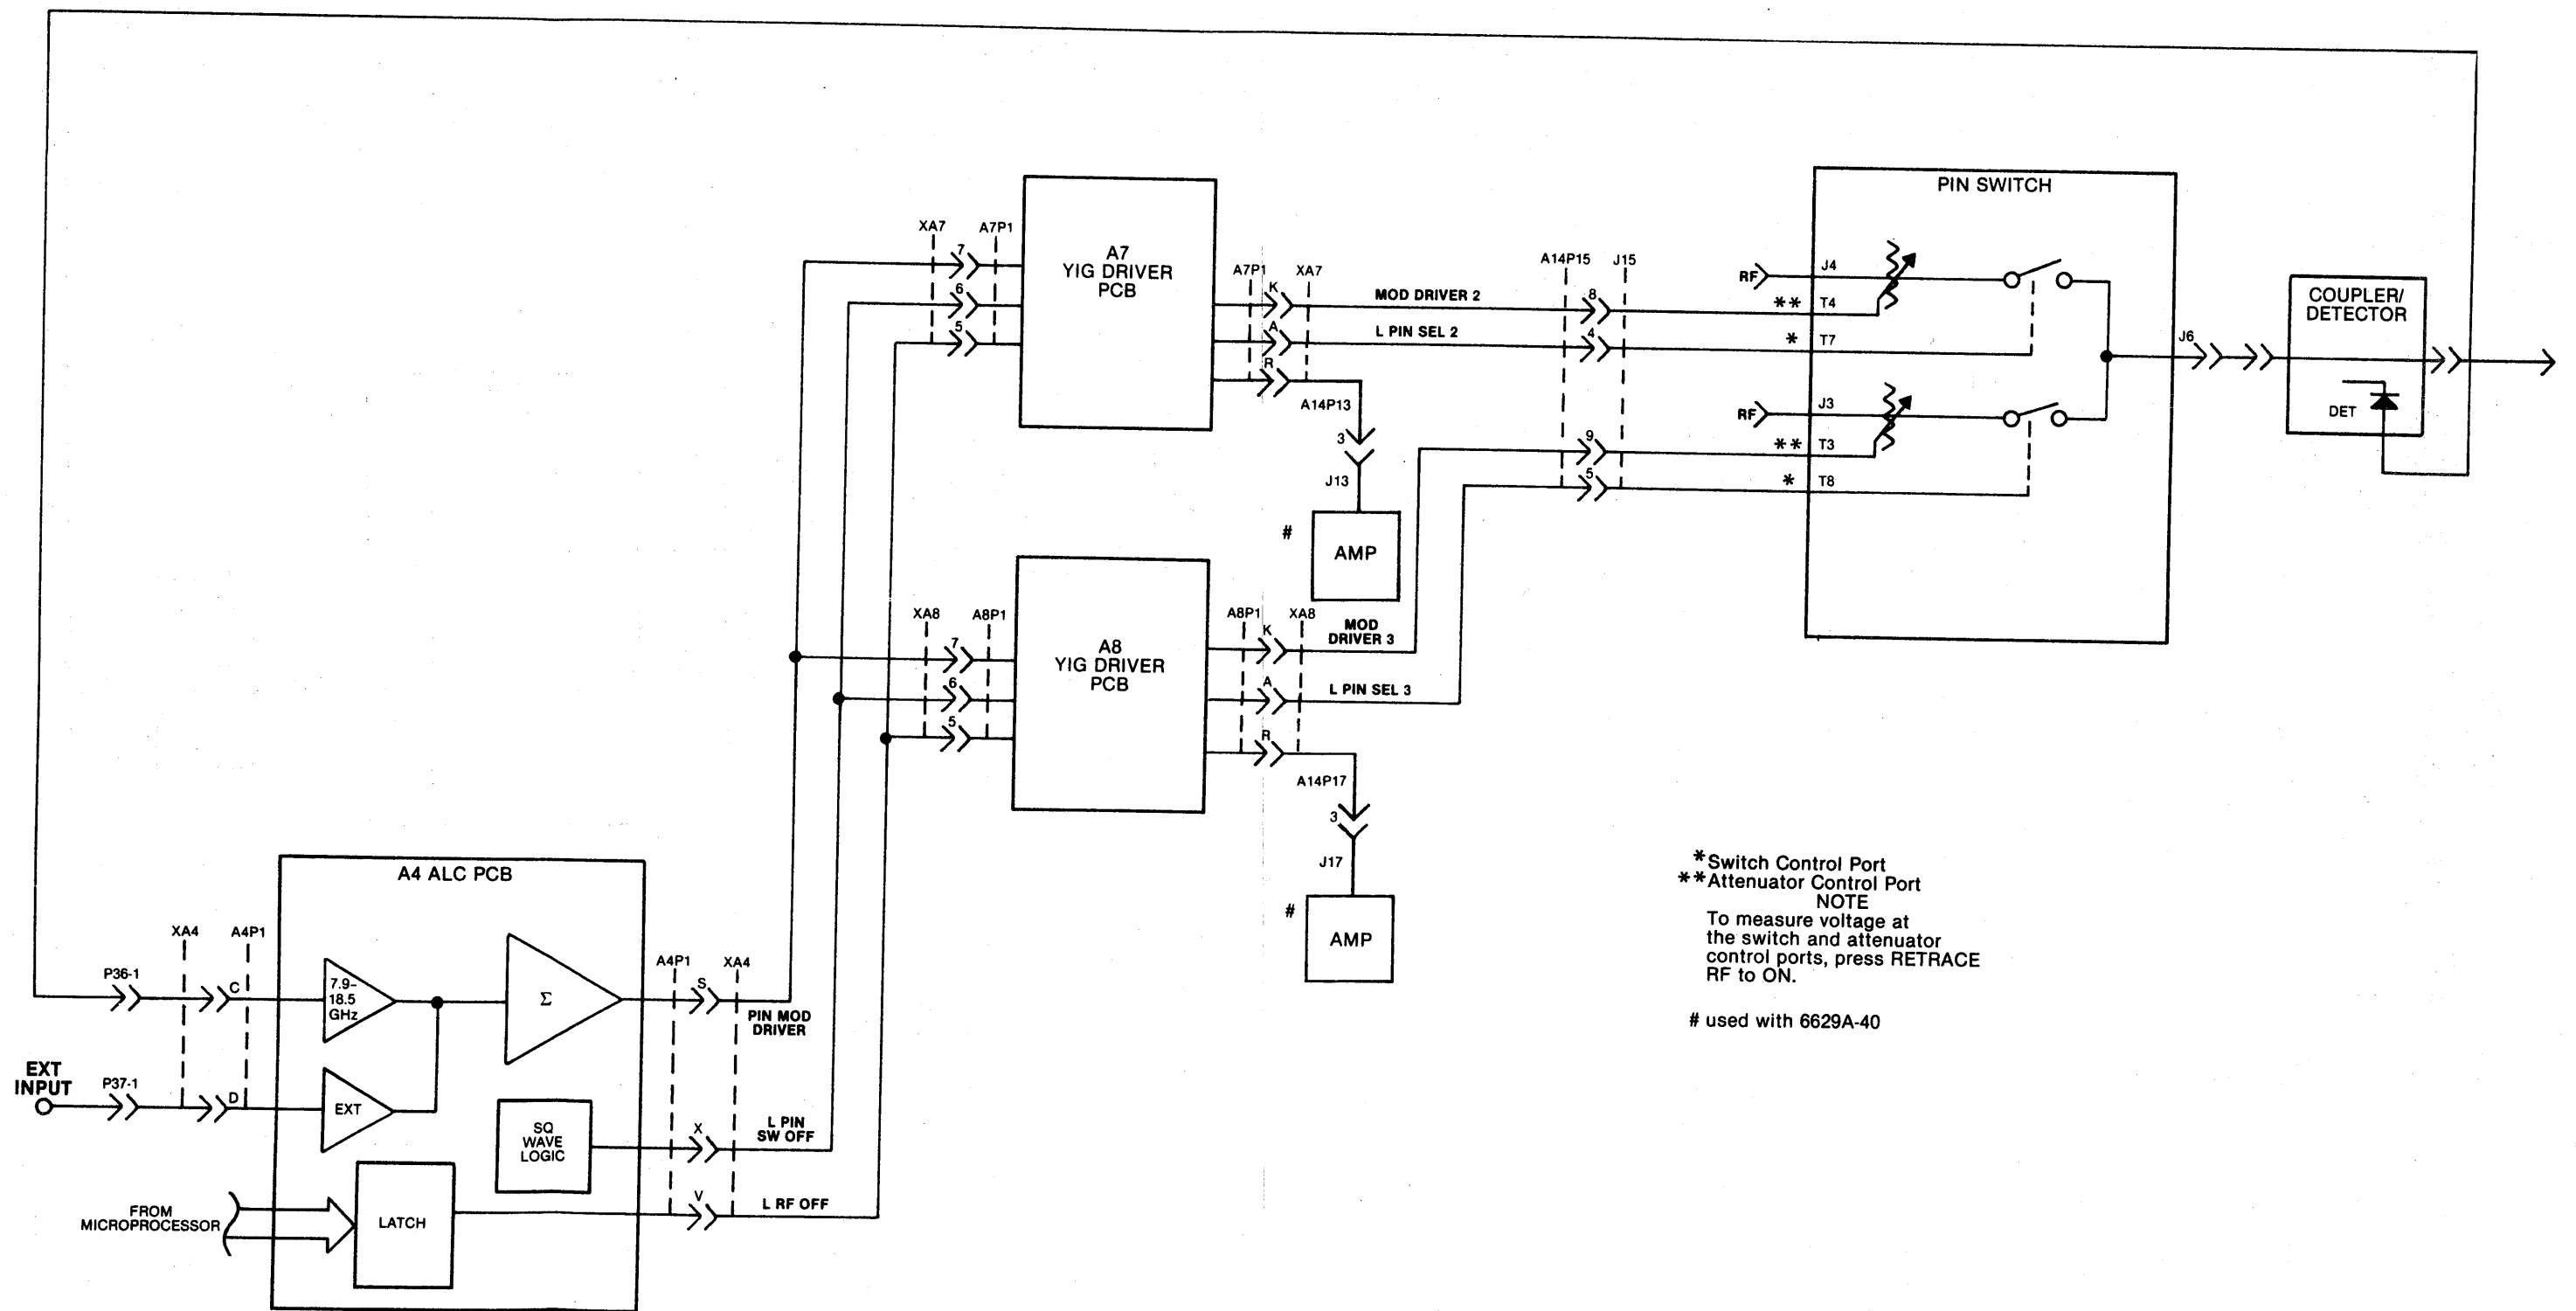 PIN SWITCH
XA7
A7P1
7
6
5
A7
YIG DRIVER
PCB
A7P1
XA7
K
A
R
MOD DRIVER 2
L PIN SEL 2
A14P13
3
J13
#
AMP
A14P15
J15
8
4
9
5
RF
J4
**
T4
*
T7
RF
J3
**
T3
*
T8
J6
COUPLER/
DETECTOR
DET
XA8
A8P1
7
6
5
A8
YIG DRIVER
PCB
A8P1
XA8
K
A
R
MOD
DRIVER 3
L PIN SEL 3
A14P17
3
J17
#
AMP
A4 ALC PCB
XA4
A4P1
P36-1
C
7.9–
18.5
GHz
Σ
A4P1
XA4
S
PIN MOD
DRIVER
EXT
INPUT
P37-1
D
EXT
SQ
WAVE
LOGIC
X
L PIN
SW OFF
FROM
MICROPROCESSOR
LATCH
V
L RF OFF
*Switch Control Port
**Attenuator Control Port
NOTE
To measure voltage at
the switch and attenuator
control ports, press RETRACE
RF to ON.
# used with 6629A-40